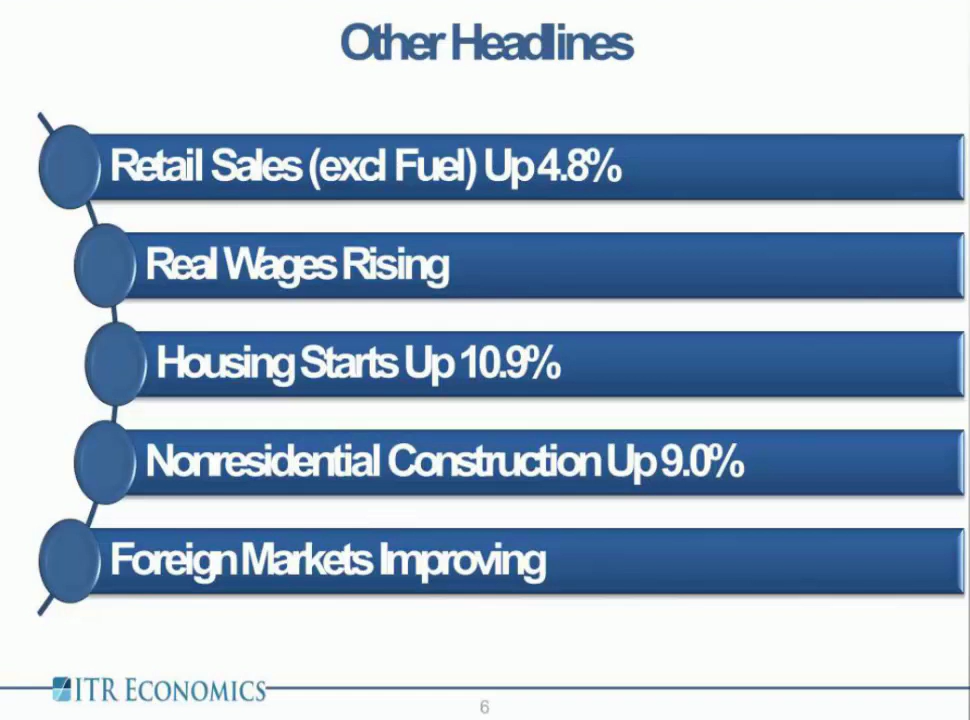 Other Headlines
Retail Sales (excl Fuel) Up 4.8%
Real Wages Rising
Housing Starts Up 10.9%
Nonresidential Construction Up 9.0%
Foreign Markets Improving
ITR ECONOMICS
6